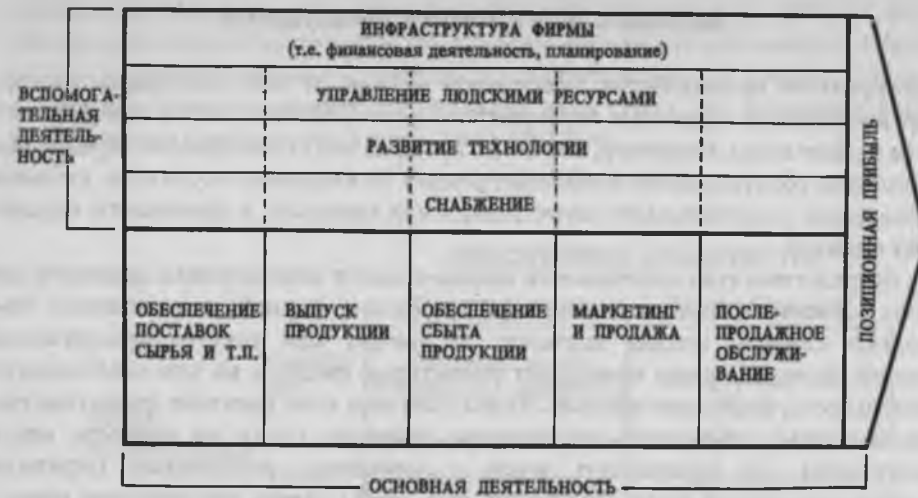 ИНФРАСТРУКТУРА ФИРМЫ
(т.е. финансовая деятельность, планирование)
ВСПОМОГА-
ТЕЛЬНАЯ
ДЕЯТЕЛЬ-
НОСТЬ
УПРАВЛЕНИЕ ЛЮДСКИМИ РЕСУРСАМИ
РАЗВИТИЕ ТЕХНОЛОГИИ
СНАБЖЕНИЕ
ОБЕСПЕЧЕНИЕ
ПОСТАВОК
СЫРЬЯ И Т.П.
ВЫПУСК
ПРОДУКЦИИ
ОБЕСПЕЧЕНИЕ
СБЫТА
ПРОДУКЦИИ
МАРКЕТИНГ
И ПРОДАЖА
ПОСЛЕ-
ПРОДАЖНОЕ
ОБСЛУЖИ-
ВАНИЕ
ПОЗИЦИОННАЯ ПРИБЫЛЬ
ОСНОВНАЯ ДЕЯТЕЛЬНОСТЬ